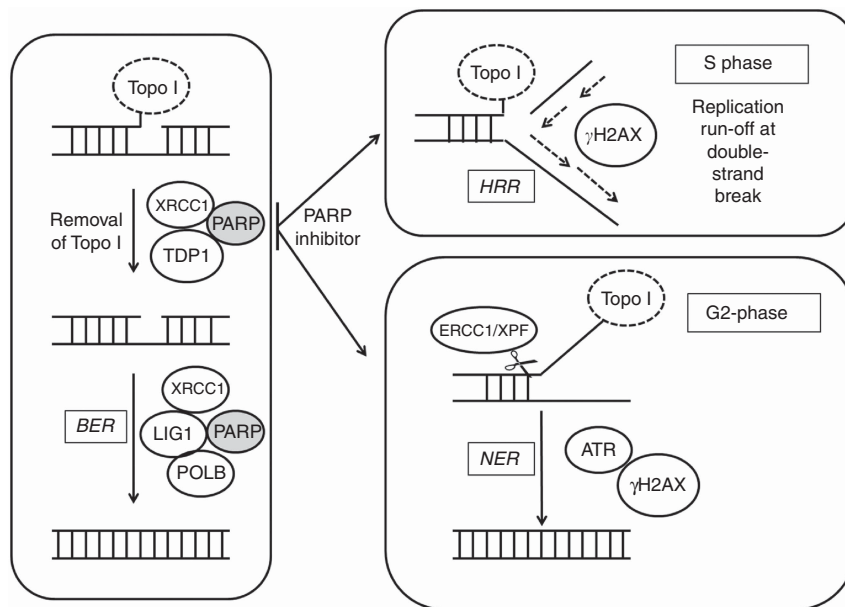 Topo I
Removal
of Topo I
XRCC1
PARP
TDP1
BER
XRCC1
LIG1
PARP
POLB
PARP
inhibitor
Topo I
γH2AX
HRR
S phase
Replication
run-off at
double-
strand
break
Topo I
ERCC1/XPF
G2-phase
NER
ATR
γH2AX